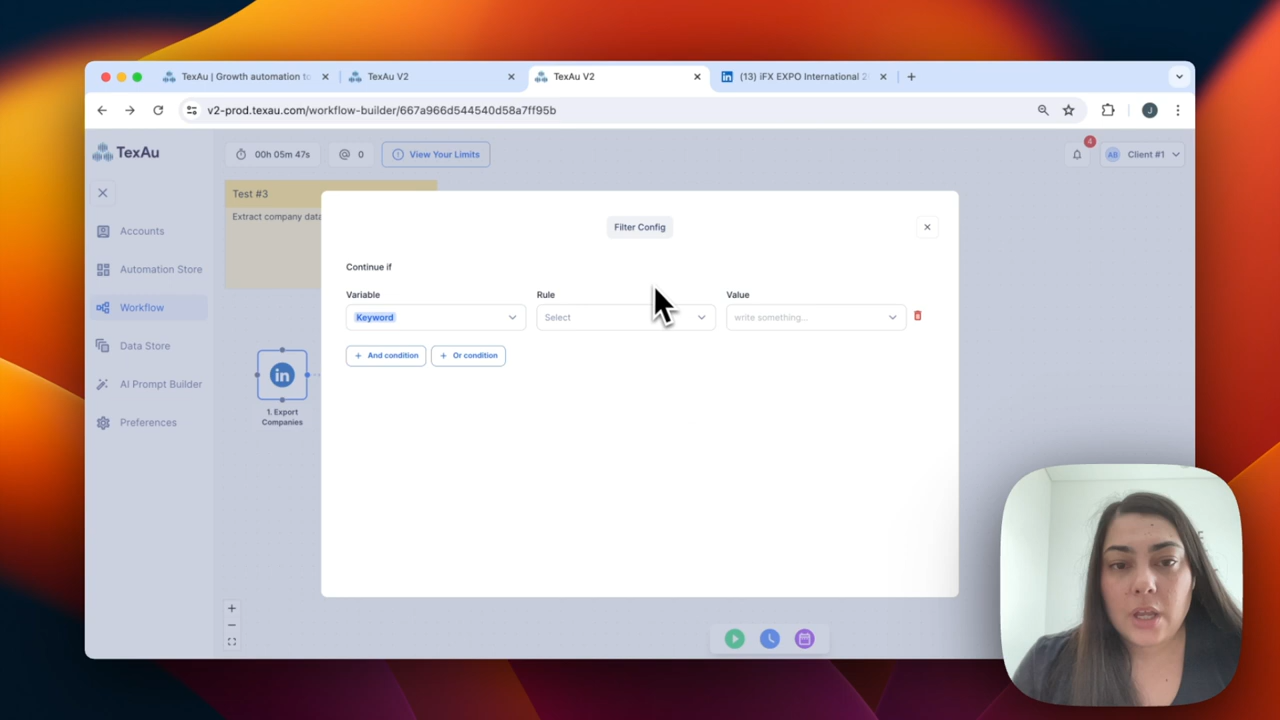 TexAu | Growth automation to
TexAu V2
TexAu V2
(13) iFX EXPO International 2
v2-prod.texau.com/workflow-builder/667a966d544540d58a7ff95b
J
TexAu
00h 05m 47s
@ 0
View Your Limits
4
AB
Client #1
Test #3
Extract company data
Accounts
Automation Store
Workflow
Data Store
AI Prompt Builder
Preferences
in
1. Export
Companies
Filter Config
Continue if
Variable
Rule
Value
Keyword
Select
write something...
+ And condition
+ Or condition